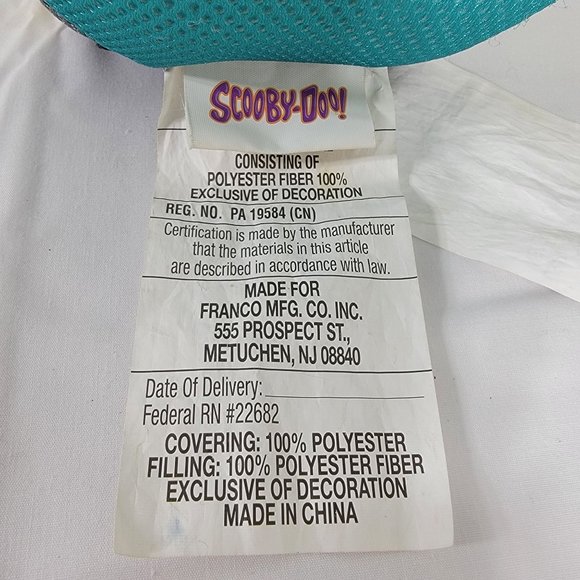 SCOOBY-DOO!
CONSISTING OF
POLYESTER FIBER 100%
EXCLUSIVE OF DECORATION
REG. NO. PA 19584 (CN)
Certification is made by the manufacturer
that the materials in this article
are described in accordance with law.
MADE FOR
FRANCO MFG. CO. INC.
555 PROSPECT ST.,
METUCHEN, NJ 08840
Date Of Delivery:
Federal RN #22682
COVERING: 100% POLYESTER
FILLING: 100% POLYESTER FIBER
EXCLUSIVE OF DECORATION
MADE IN CHINA